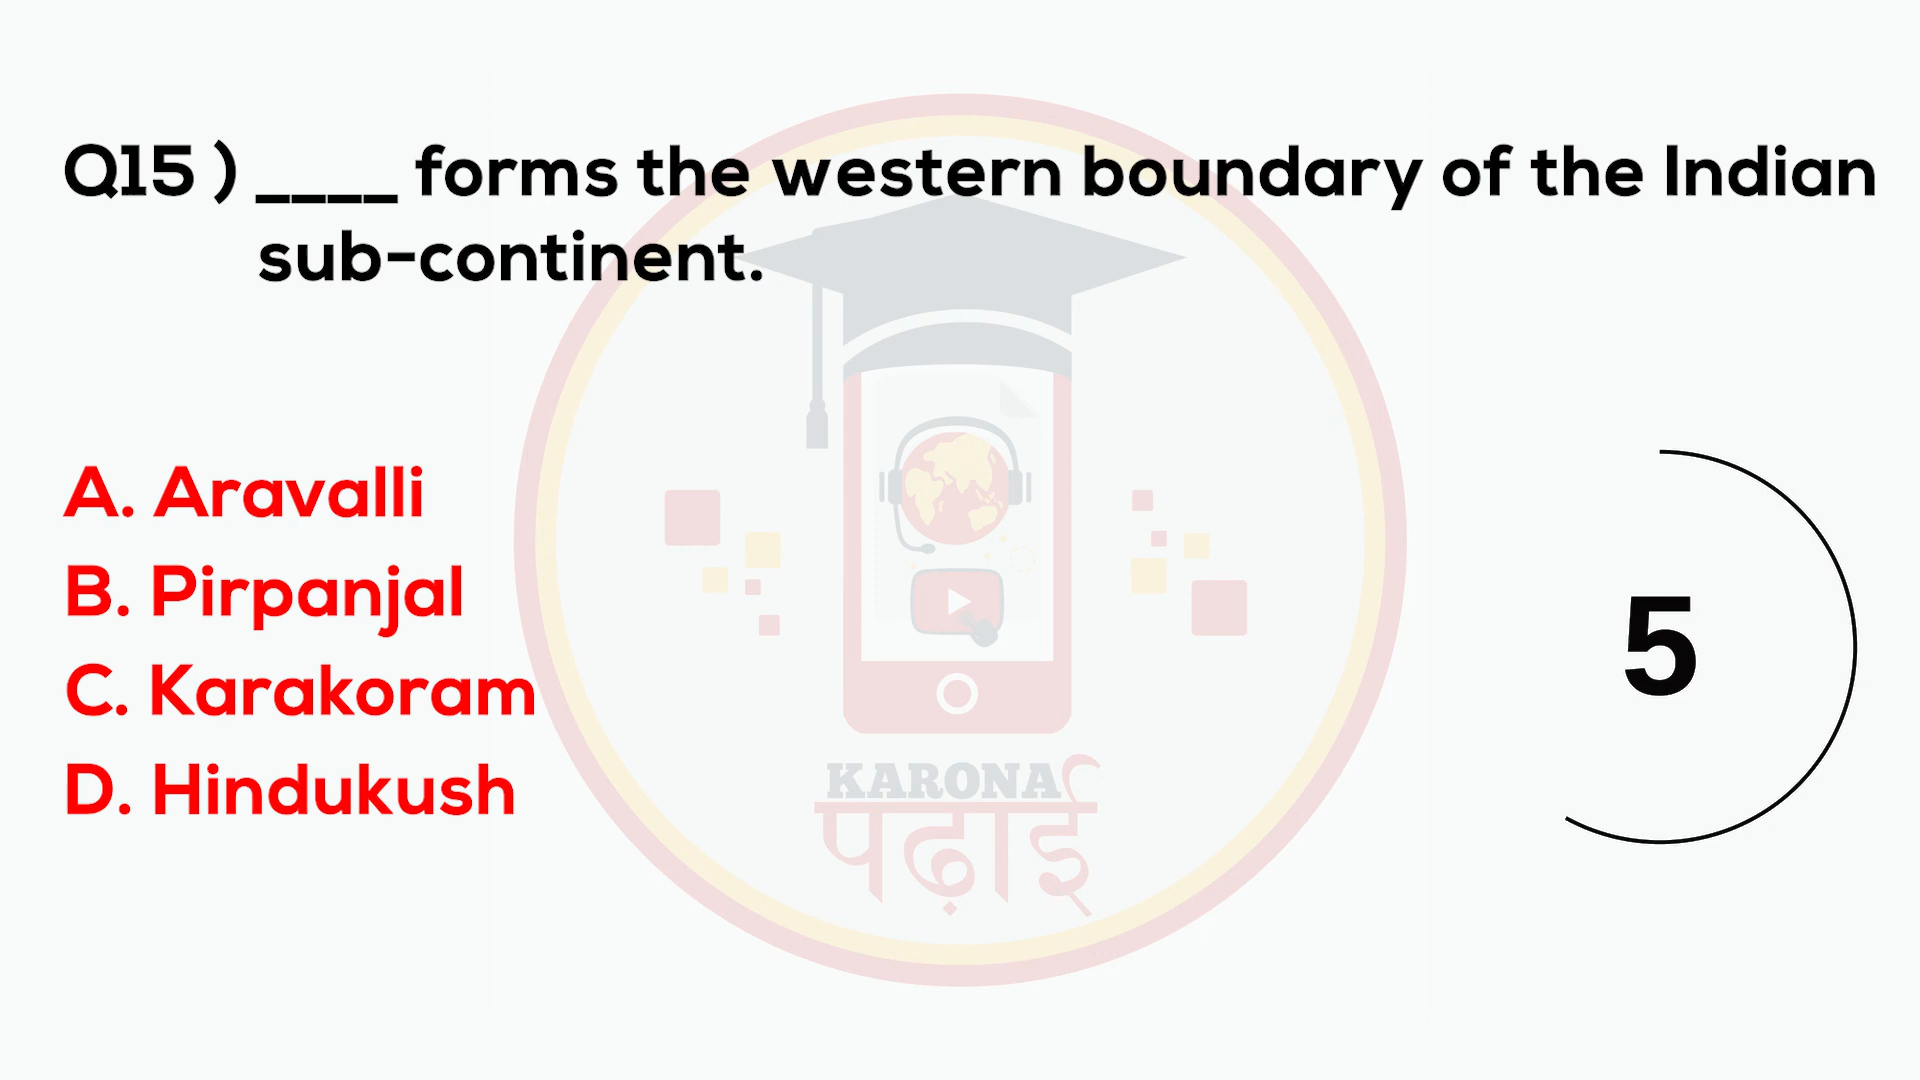 Q15 ) ____ forms the western boundary of the Indian
sub-continent.
A. Aravalli
B. Pirpanjal
C. Karakoram
D. Hindukush
5
KARONA
पढ़ाई